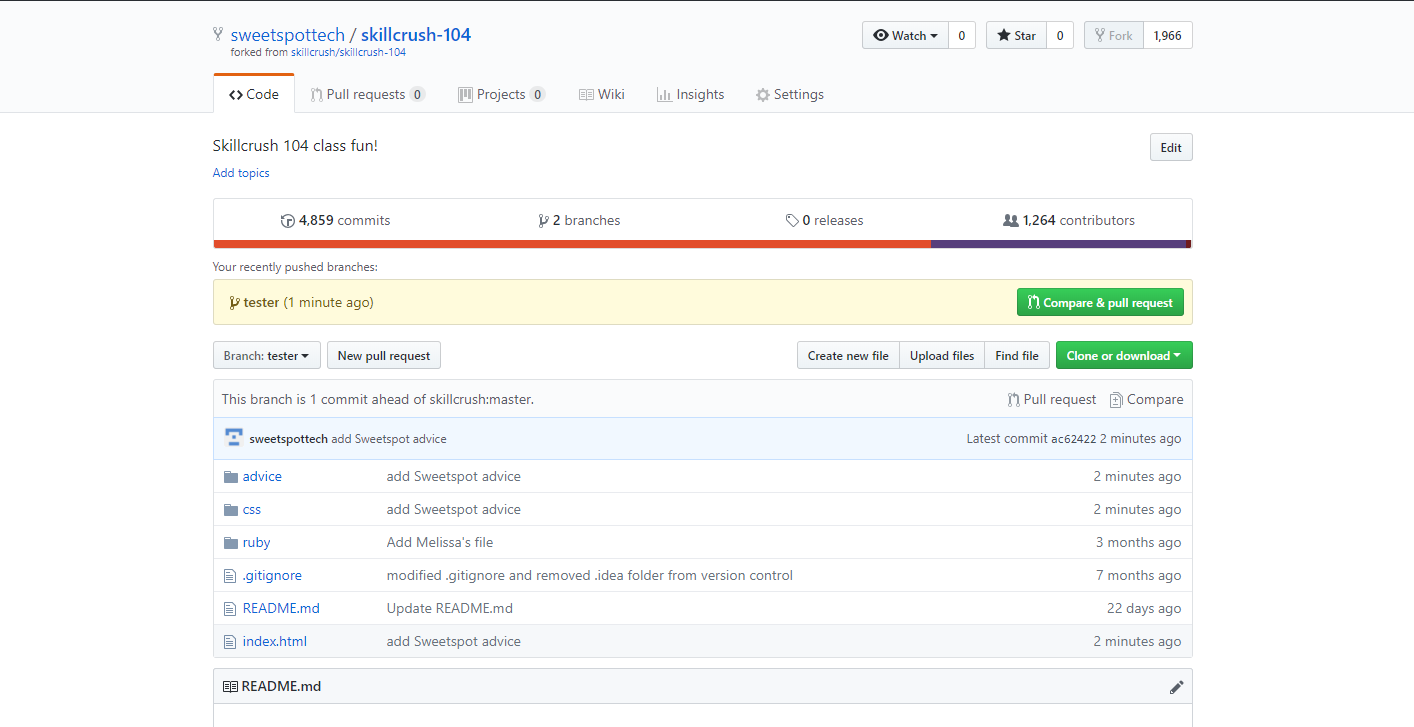 sweetspottech / skillcrush-104
Watch 0 Star 0 Fork 1,966
forked from skillcrush/skillcrush-104
Code Pull requests 0 Projects 0 Wiki Insights Settings
Skillcrush 104 class fun!
Edit
Add topics
4,859 commits 2 branches 0 releases 1,264 contributors
Your recently pushed branches:
tester (1 minute ago) Compare & pull request
Branch: tester New pull request Create new file Upload files Find file Clone or download
This branch is 1 commit ahead of skillcrush:master. Pull request Compare
sweetspottech add Sweetspot advice Latest commit ac62422 2 minutes ago
advice add Sweetspot advice 2 minutes ago
css add Sweetspot advice 2 minutes ago
ruby Add Melissa's file 3 months ago
.gitignore modified .gitignore and removed .idea folder from version control 7 months ago
README.md Update README.md 22 days ago
index.html add Sweetspot advice 2 minutes ago
README.md